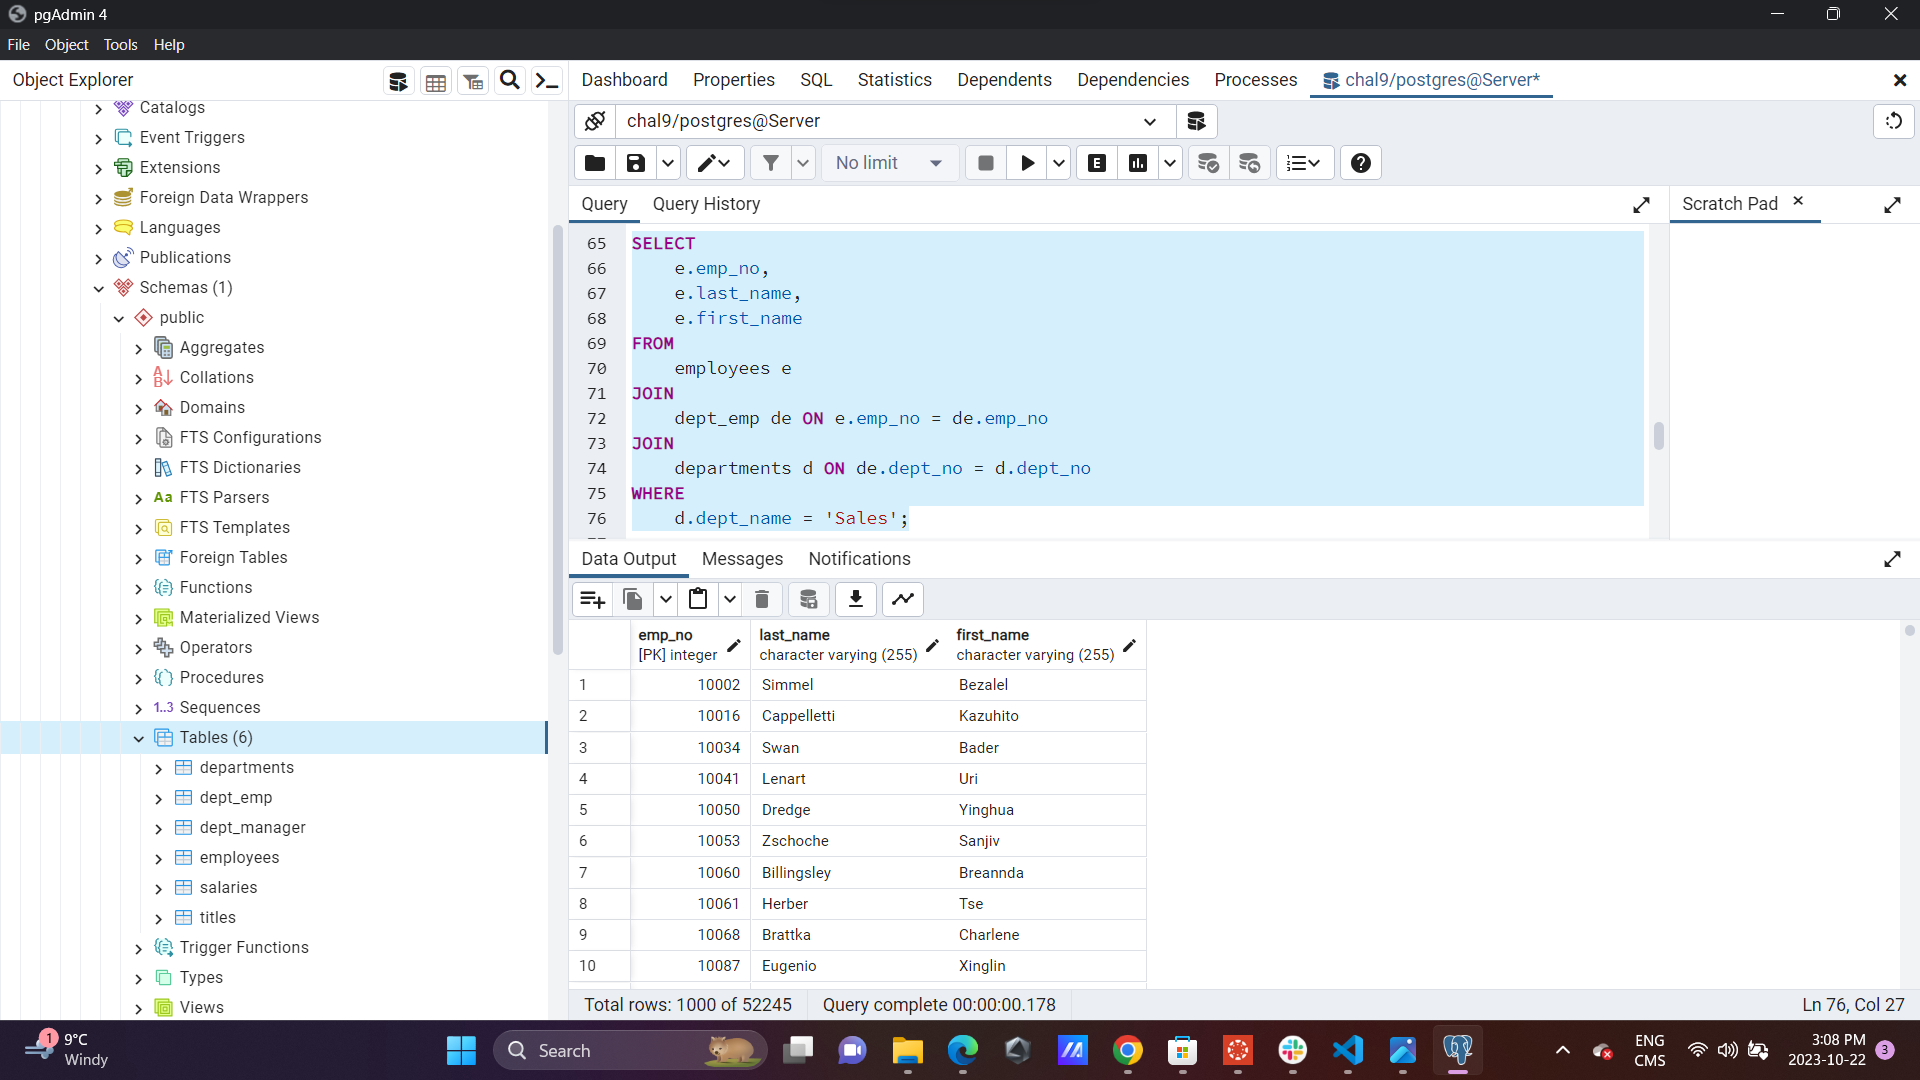 pgAdmin 4
File Object Tools Help
Object Explorer
Dashboard Properties SQL Statistics Dependents Dependencies Processes chal9/postgres@Server*
Catalogs
Event Triggers
Extensions
Foreign Data Wrappers
Languages
Publications
Schemas (1)
public
Aggregates
Collations
Domains
FTS Configurations
FTS Dictionaries
Aa FTS Parsers
FTS Templates
Foreign Tables
Functions
Materialized Views
Operators
Procedures
1..3 Sequences
Tables (6)
departments
dept_emp
dept_manager
employees
salaries
titles
Trigger Functions
Types
Views
chal9/postgres@Server
No limit
E
Query Query History
Scratch Pad
65 SELECT
66 e.emp_no,
67 e.last_name,
68 e.first_name
69 FROM
70 employees e
71 JOIN
72 dept_emp de ON e.emp_no = de.emp_no
73 JOIN
74 departments d ON de.dept_no = d.dept_no
75 WHERE
76 d.dept_name = 'Sales';
Data Output Messages Notifications
emp_no last_name first_name
[PK] integer character varying (255) character varying (255)
1 10002 Simmel Bezalel
2 10016 Cappelletti Kazuhito
3 10034 Swan Bader
4 10041 Lenart Uri
5 10050 Dredge Yinghua
6 10053 Zschoche Sanjiv
7 10060 Billingsley Breannda
8 10061 Herber Tse
9 10068 Brattka Charlene
10 10087 Eugenio Xinglin
Total rows: 1000 of 52245 Query complete 00:00:00.178 Ln 76, Col 27
1
9°C
Windy
Search
ENG
CMS
3:08 PM
2023-10-22
3